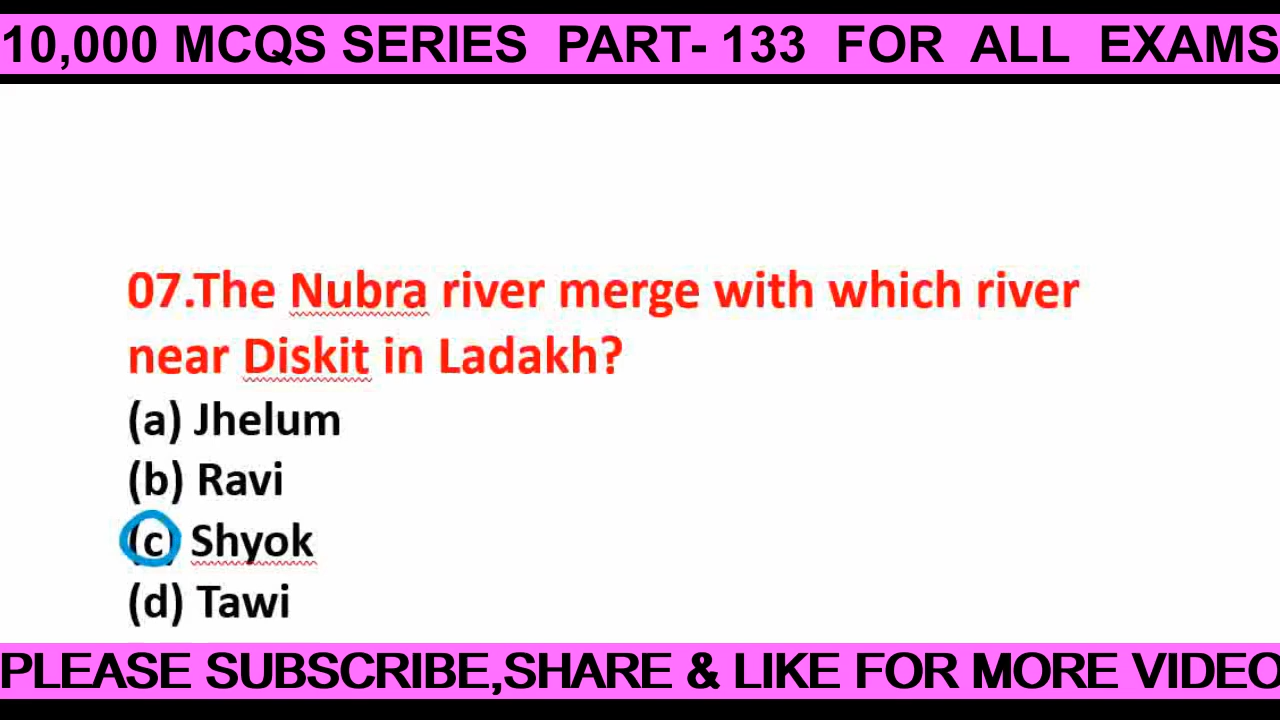 10,000 MCQS SERIES PART- 133 FOR ALL EXAMS
07.The Nubra river merge with which river
near Diskit in Ladakh?
(a) Jhelum
(b) Ravi
(c) Shyok
(d) Tawi
PLEASE SUBSCRIBE,SHARE & LIKE FOR MORE VIDEO